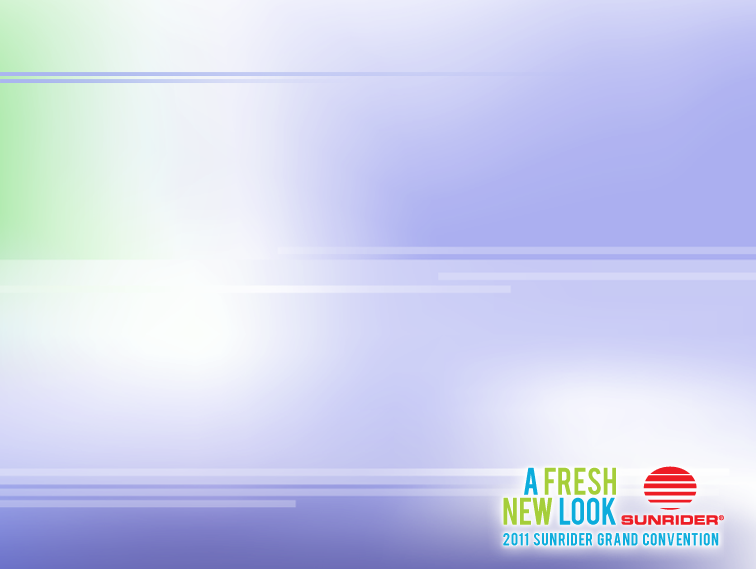 A FRESH
NEW LOOK
SUNRIDER®
2011 SUNRIDER GRAND CONVENTION